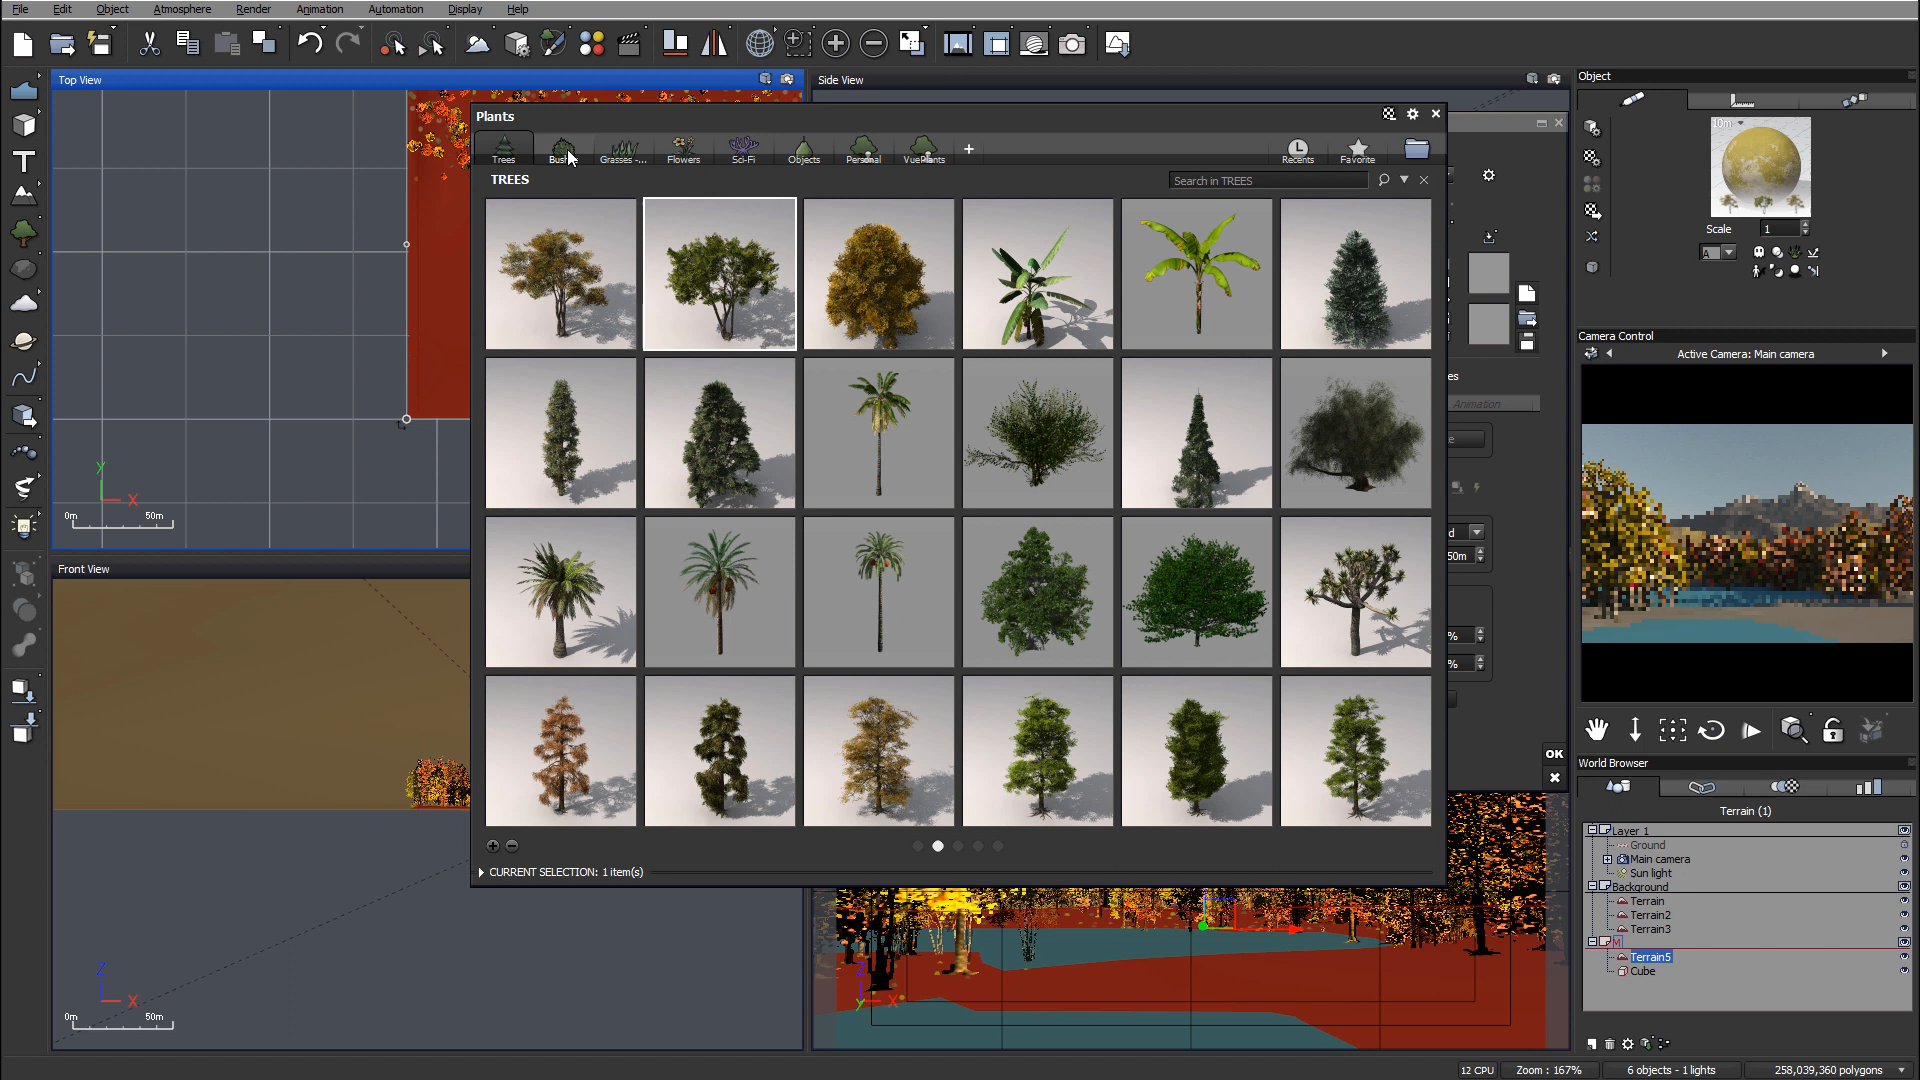 File Edit Object Atmosphere Render Animation Automation Display Help
Top View
Side View
Object
Plants
Trees
Grasses -...
Flowers
Sci-Fi
Objects
Personal
VuePlants
+
Recents
Favorite
TREES
Search in TREES
10m
Scale
1
A
Camera Control
Active Camera: Main camera
es
Animation
e
d
50m
%
%
Y
X
0m
50m
Front View
OK
World Browser
Terrain (1)
Layer 1
Ground
Main camera
Sun light
Background
Terrain
Terrain2
Terrain3
M
Terrain5
Cube
CURRENT SELECTION: 1 item(s)
Z
X
0m
50m
Z
Y
X
12 CPU
Zoom : 167%
6 objects - 1 lights
258,039,360 polygons